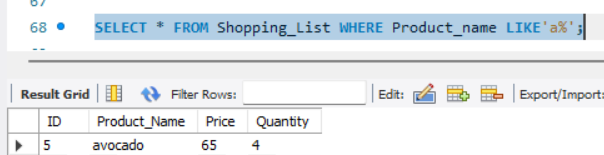 68 SELECT * FROM Shopping_List WHERE Product_name LIKE'a%';
Result Grid Filter Rows: Edit: Export/Import:
ID Product_Name Price Quantity
5 avocado 65 4